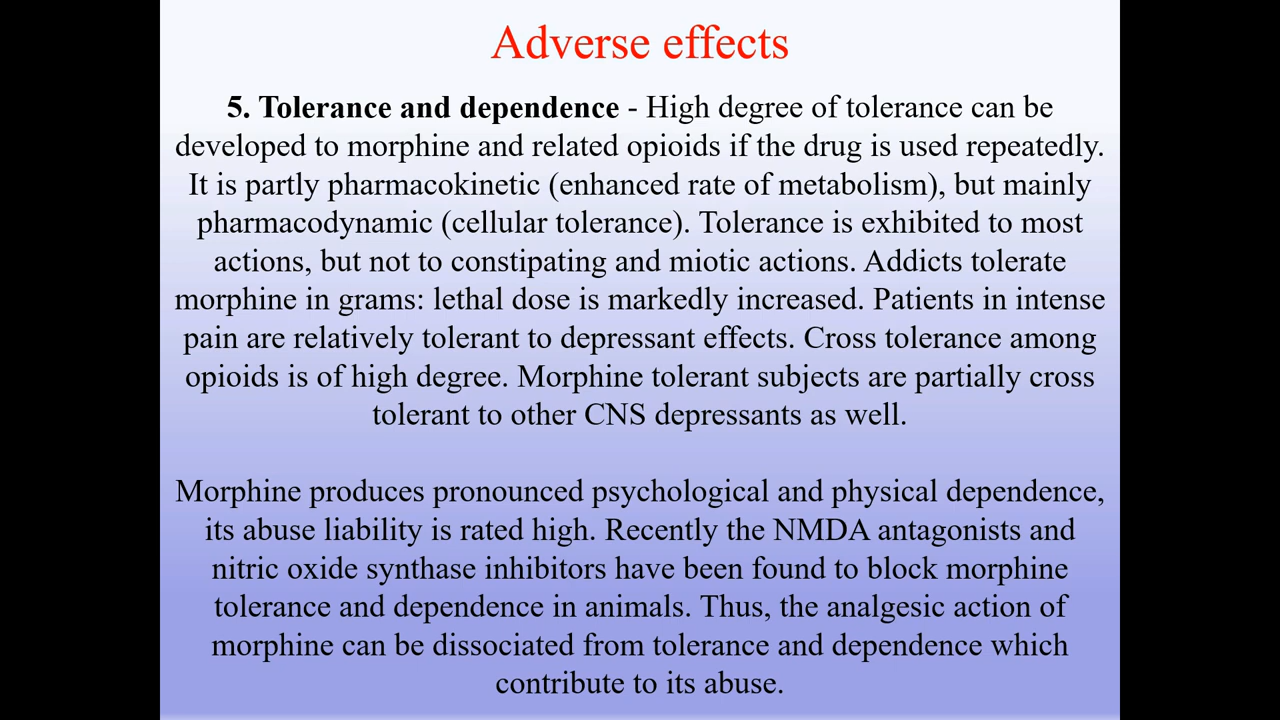 Adverse effects
5. Tolerance and dependence - High degree of tolerance can be
developed to morphine and related opioids if the drug is used repeatedly.
It is partly pharmacokinetic (enhanced rate of metabolism), but mainly
pharmacodynamic (cellular tolerance). Tolerance is exhibited to most
actions, but not to constipating and miotic actions. Addicts tolerate
morphine in grams: lethal dose is markedly increased. Patients in intense
pain are relatively tolerant to depressant effects. Cross tolerance among
opioids is of high degree. Morphine tolerant subjects are partially cross
tolerant to other CNS depressants as well.
Morphine produces pronounced psychological and physical dependence,
its abuse liability is rated high. Recently the NMDA antagonists and
nitric oxide synthase inhibitors have been found to block morphine
tolerance and dependence in animals. Thus, the analgesic action of
morphine can be dissociated from tolerance and dependence which
contribute to its abuse.